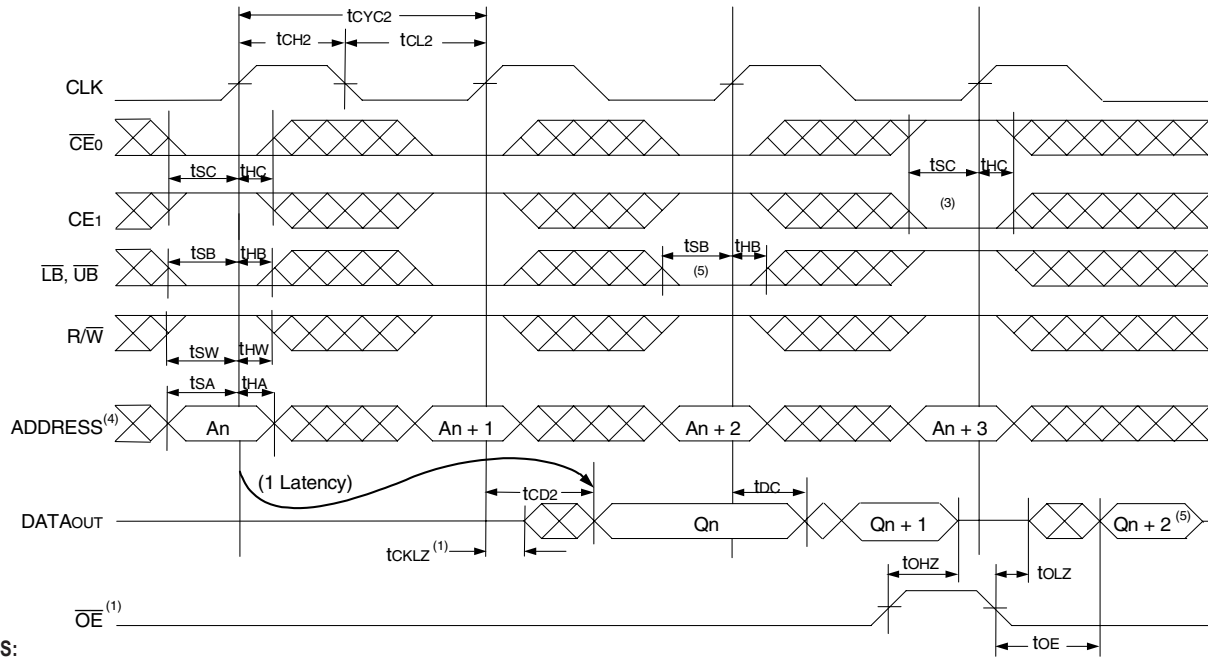 tCYC2
tCH2 tCL2
CLK
CE0
tSC tHC tSC tHC
CE1 (3)
tSB tHB tSB tHB
LB, UB (5)
R/W
tSW tHW
tSA tHA
ADDRESS(4) An An + 1 An + 2 An + 3
(1 Latency) tCD2 tDC
DATAOUT Qn Qn + 1 Qn + 2 (5)
tCKLZ (1)
tOHZ tOLZ
OE (1)
tOE
S: